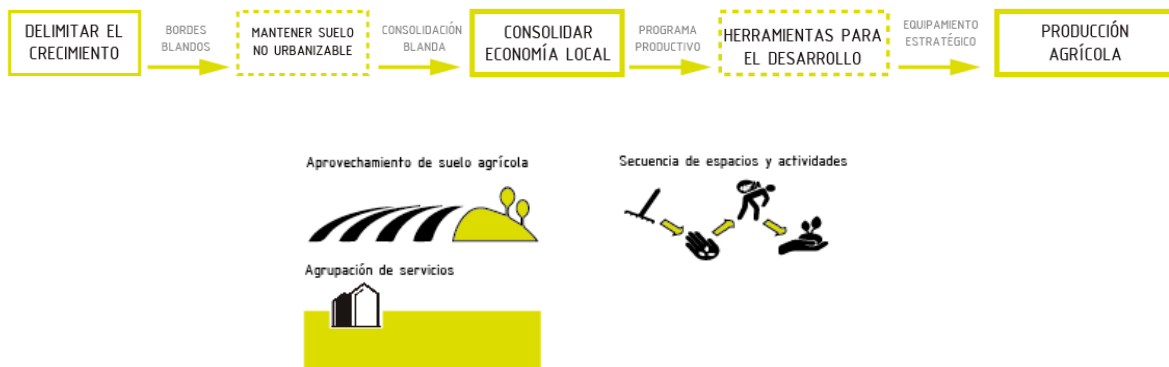 DELIMITAR EL
CRECIMIENTO
BORDES
BLANDOS
MANTENER SUELO
NO URBANIZABLE
CONSOLIDACIÓN
BLANDA
CONSOLIDAR
ECONOMÍA LOCAL
PROGRAMA
PRODUCTIVO
HERRAMIENTAS PARA
EL DESARROLLO
EQUIPAMIENTO
ESTRATÉGICO
PRODUCCIÓN
AGRÍCOLA
Aprovechamiento de suelo agrícola
Secuencia de espacios y actividades
Agrupación de servicios